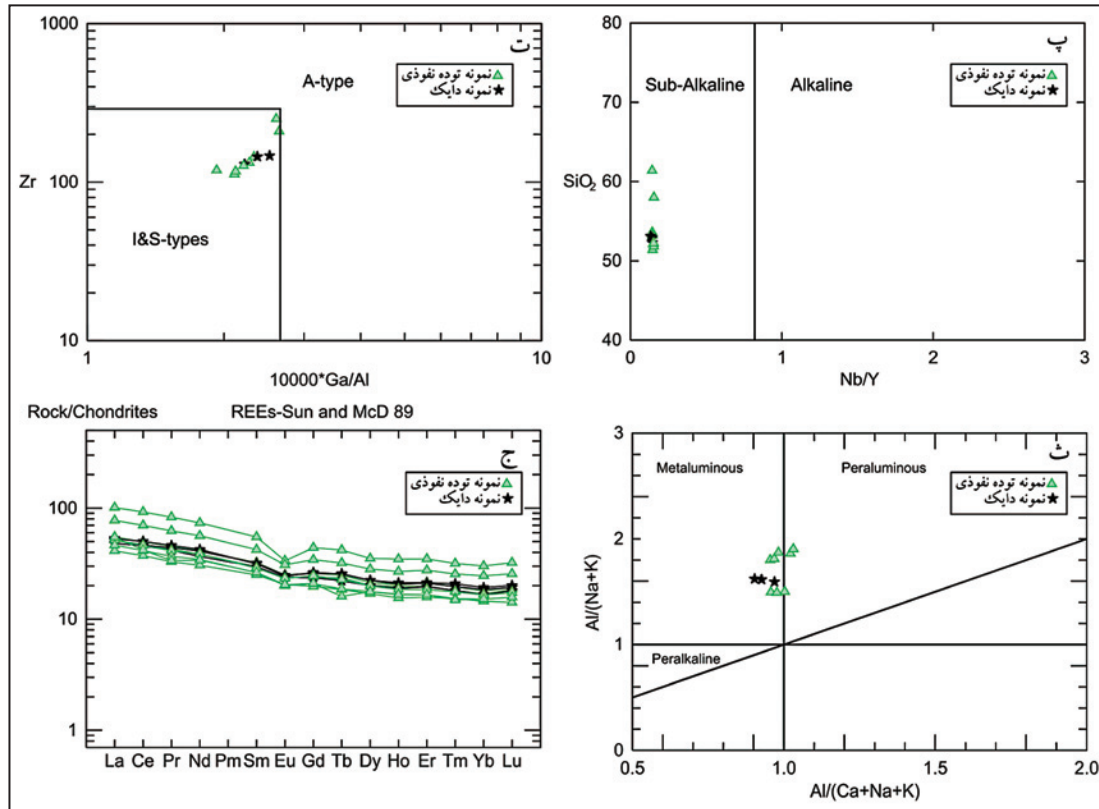 ت
1000
100
10
Zr
A-type
I&S-types
نمونه توده نفوذی
نمونه دایک
1
2
10
10000*Ga/Al
پ
80
70
60
50
40
SiO₂
Sub-Alkaline
Alkaline
نمونه توده نفوذی
نمونه دایک
0
1
2
3
Nb/Y
Rock/Chondrites
REEs-Sun and McD 89
ج
نمونه توده نفوذی
نمونه دایک
100
10
1
La Ce Pr Nd Pm Sm Eu Gd Tb Dy Ho Er Tm Yb Lu
ث
3
2
1
0
Al/(Na+K)
Metaluminous
Peraluminous
Peralkaline
نمونه توده نفوذی
نمونه دایک
0.5
1.0
1.5
2.0
Al/(Ca+Na+K)